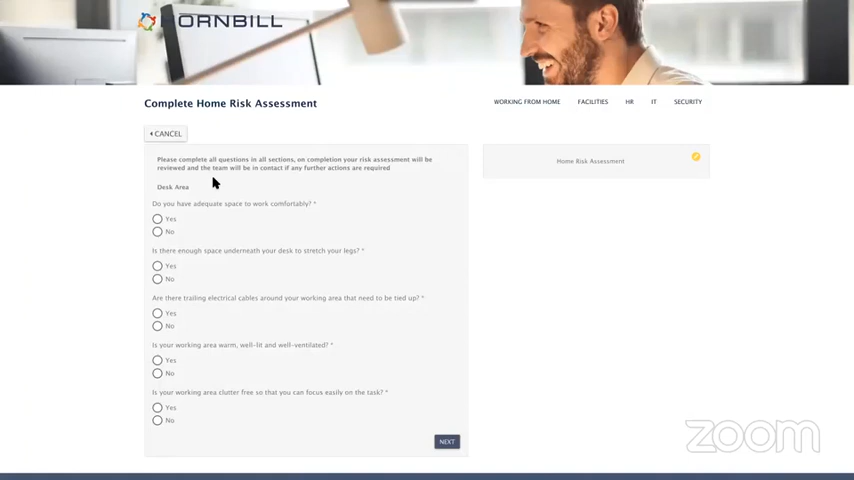 HORNBILL
Complete Home Risk Assessment
WORKING FROM HOME FACILITIES HR IT SECURITY
CANCEL
Please complete all questions in all sections, on completion your risk assessment will be
reviewed and the team will be in contact if any further actions are required
Home Risk Assessment
Desk Area
Do you have adequate space to work comfortably? *
Yes
No
Is there enough space underneath your desk to stretch your legs? *
Yes
No
Are there trailing electrical cables around your working area that need to be tied up? *
Yes
No
Is your working area warm, well-lit and well-ventilated? *
Yes
No
Is your working area clutter free so that you can focus easily on the task? *
Yes
No
NEXT
zoom